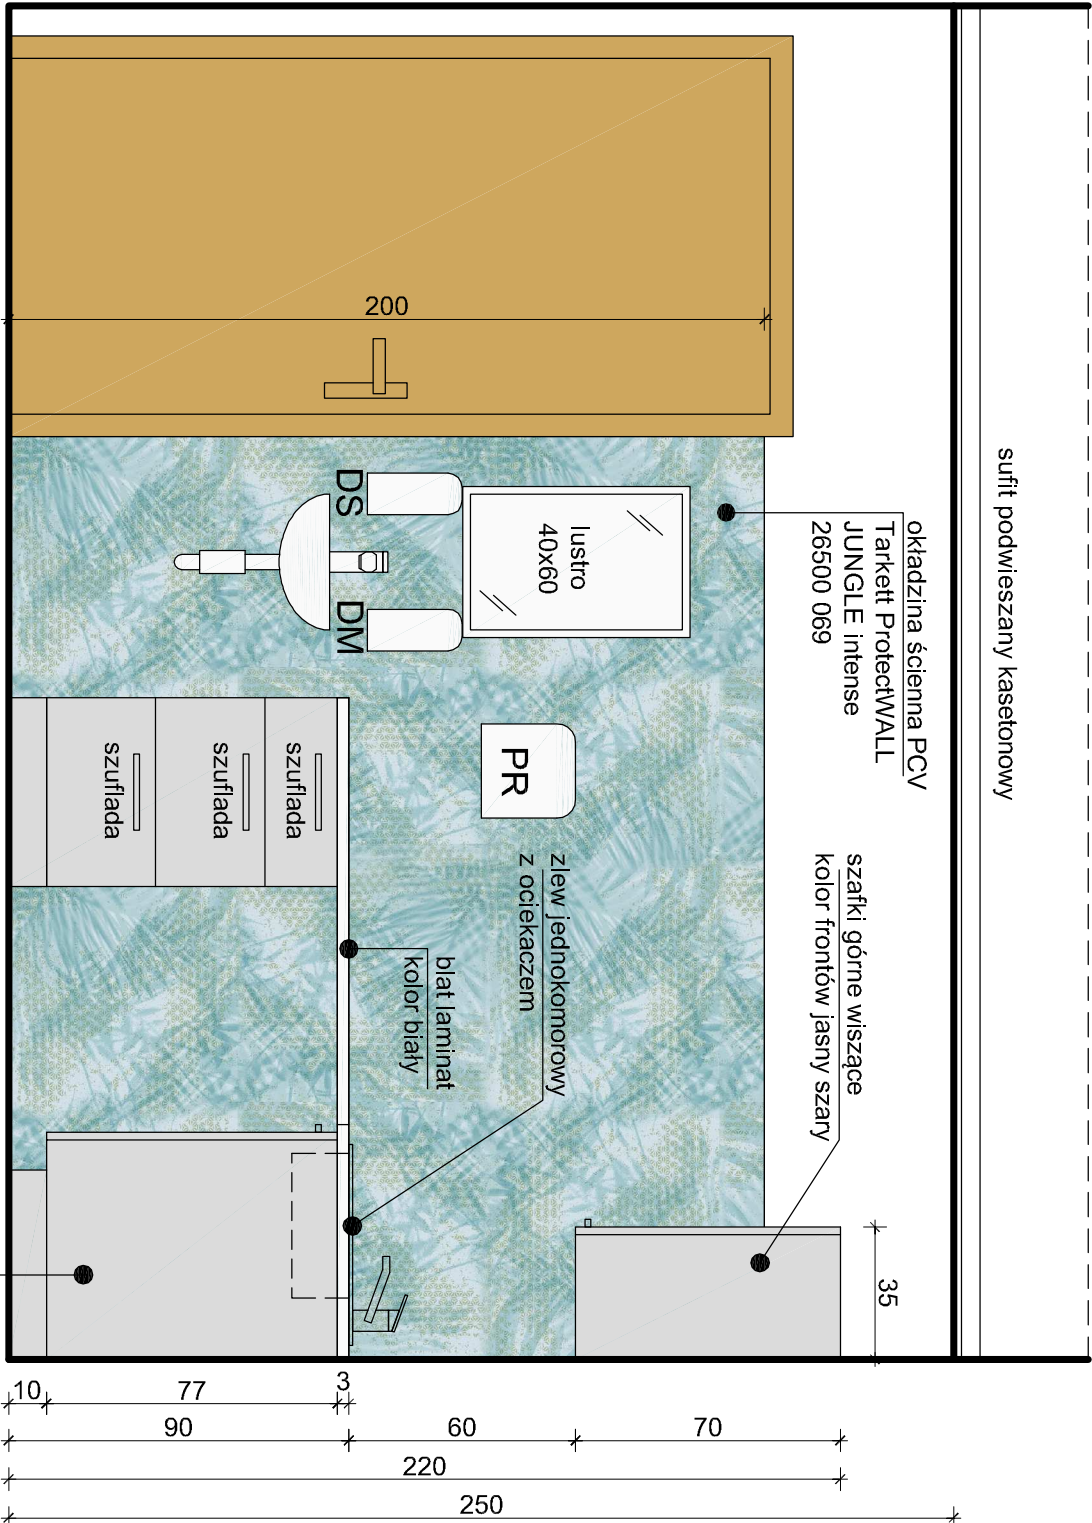 sufit podwieszany kasetonowy
okładzina ścienna PCV
Tarkett ProtectWALL
JUNGLE intense
26500 069
szafki górne wiszące
kolor frontów jasny szary
200
lustro
40x60
DS
DM
PR
zlew jednokomorowy
z ociekaczem
blat laminat
kolor biały
szuflada
szuflada
szuflada
35
10
77
3
90
60
70
220
250